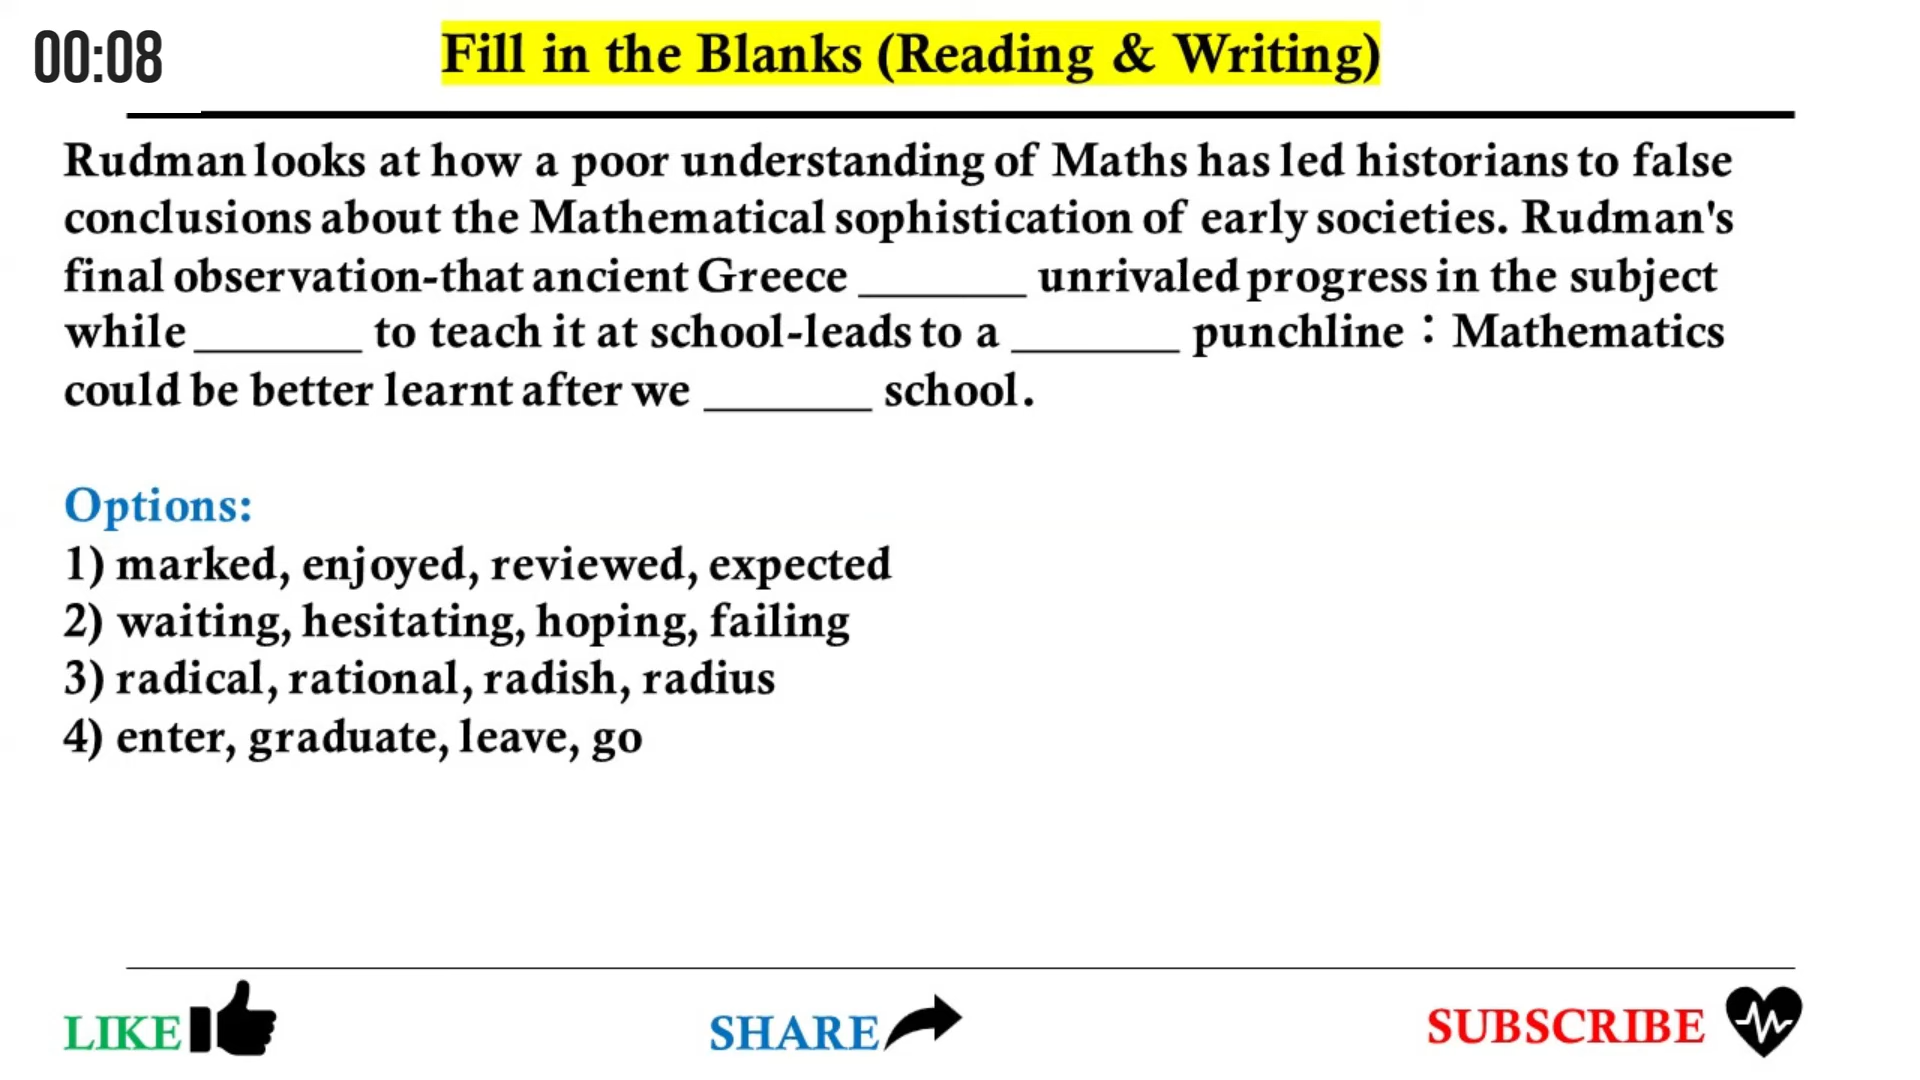 00:08
Fill in the Blanks (Reading & Writing)
Rudman looks at how a poor understanding of Maths has led historians to false
conclusions about the Mathematical sophistication of early societies. Rudman's
final observation-that ancient Greece _______ unrivaled progress in the subject
while _______ to teach it at school-leads to a _______ punchline：Mathematics
could be better learnt after we _______ school.
Options:
1) marked, enjoyed, reviewed, expected
2) waiting, hesitating, hoping, failing
3) radical, rational, radish, radius
4) enter, graduate, leave, go
LIKE SHARE SUBSCRIBE